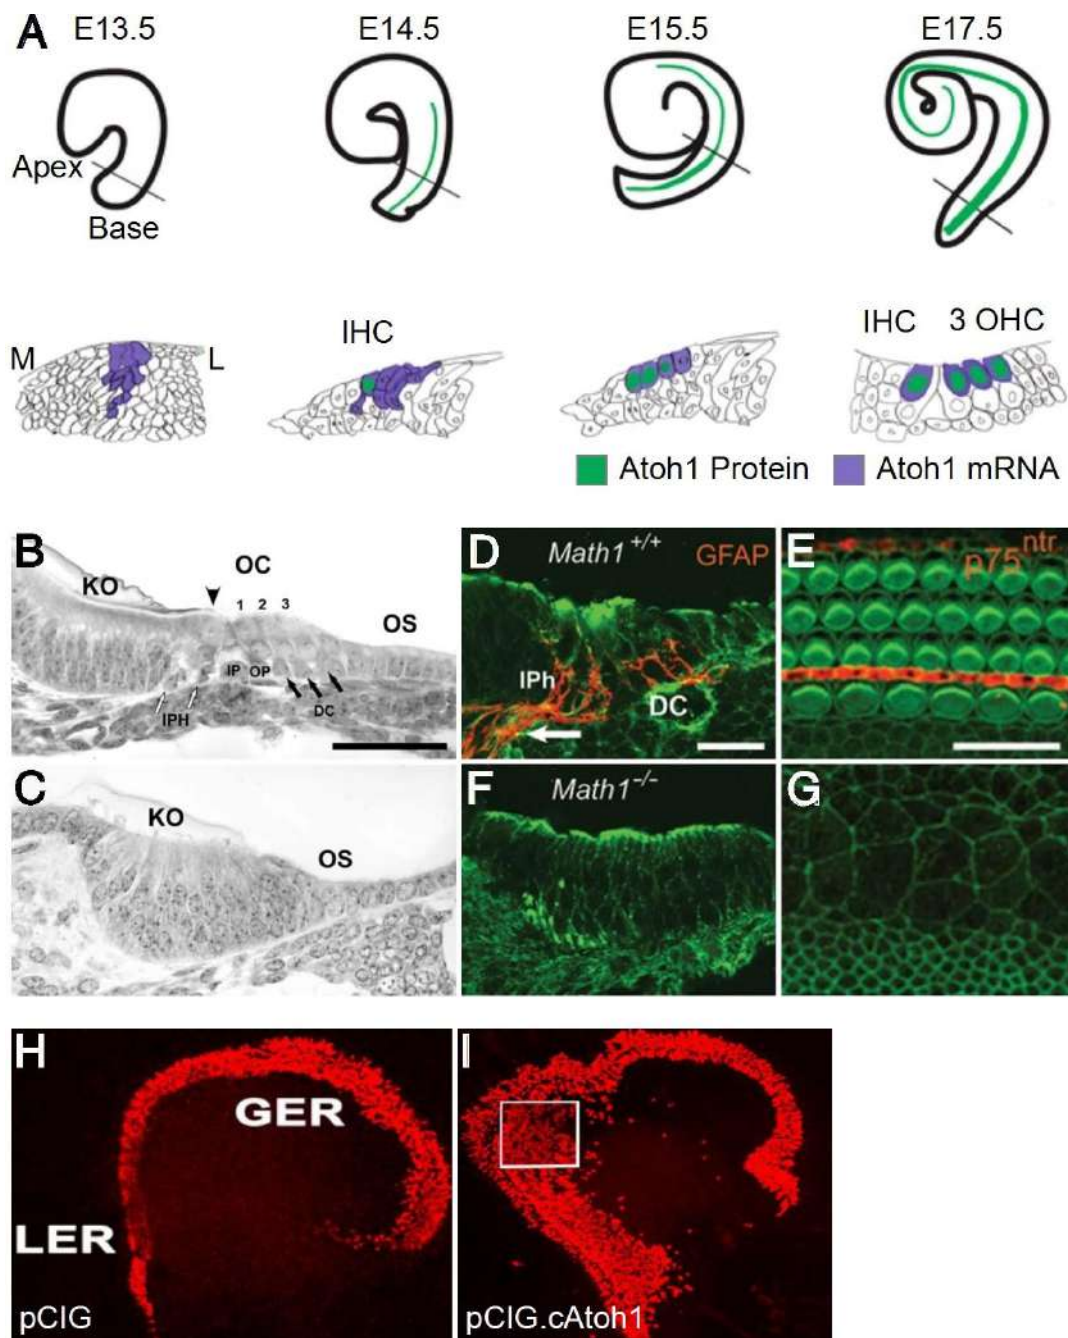 A E13.5 E14.5 E15.5 E17.5
Apex
Base
M L IHC IHC 3 OHC
Atoh1 Protein Atoh1 mRNA
B KO OC 1 2 3 OS IP OP IPH DC
D Math1+/+ GFAP IPh DC
E p75ntr
C KO OS
F Math1-/-
G
H GER LER pCIG
I pCIG.cAtoh1